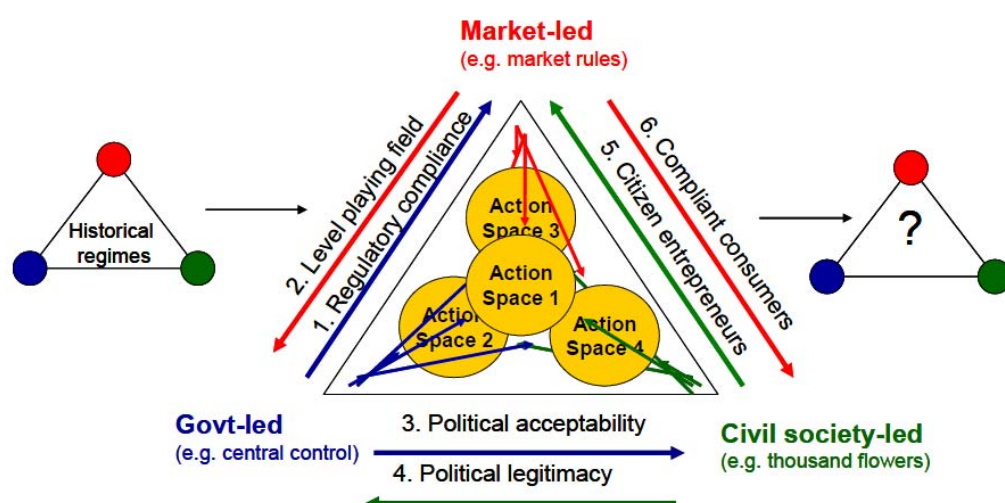 Market-led
(e.g. market rules)
2. Level playing field
1. Regulatory compliance
6. Compliant consumers
5. Citizen entrepreneurs
Historical
regimes
Action
Space 3
Action
Space 1
Action
Space 2
Action
Space 4
?
Govt-led
(e.g. central control)
3. Political acceptability
4. Political legitimacy
Civil society-led
(e.g. thousand flowers)